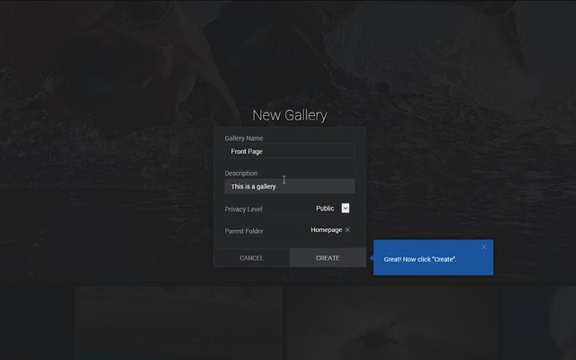 New Gallery
Gallery Name
Front Page
Description
This is a gallery
Privacy Level
Public
Parent Folder
Homepage
CANCEL
CREATE
Great! Now click "Create".